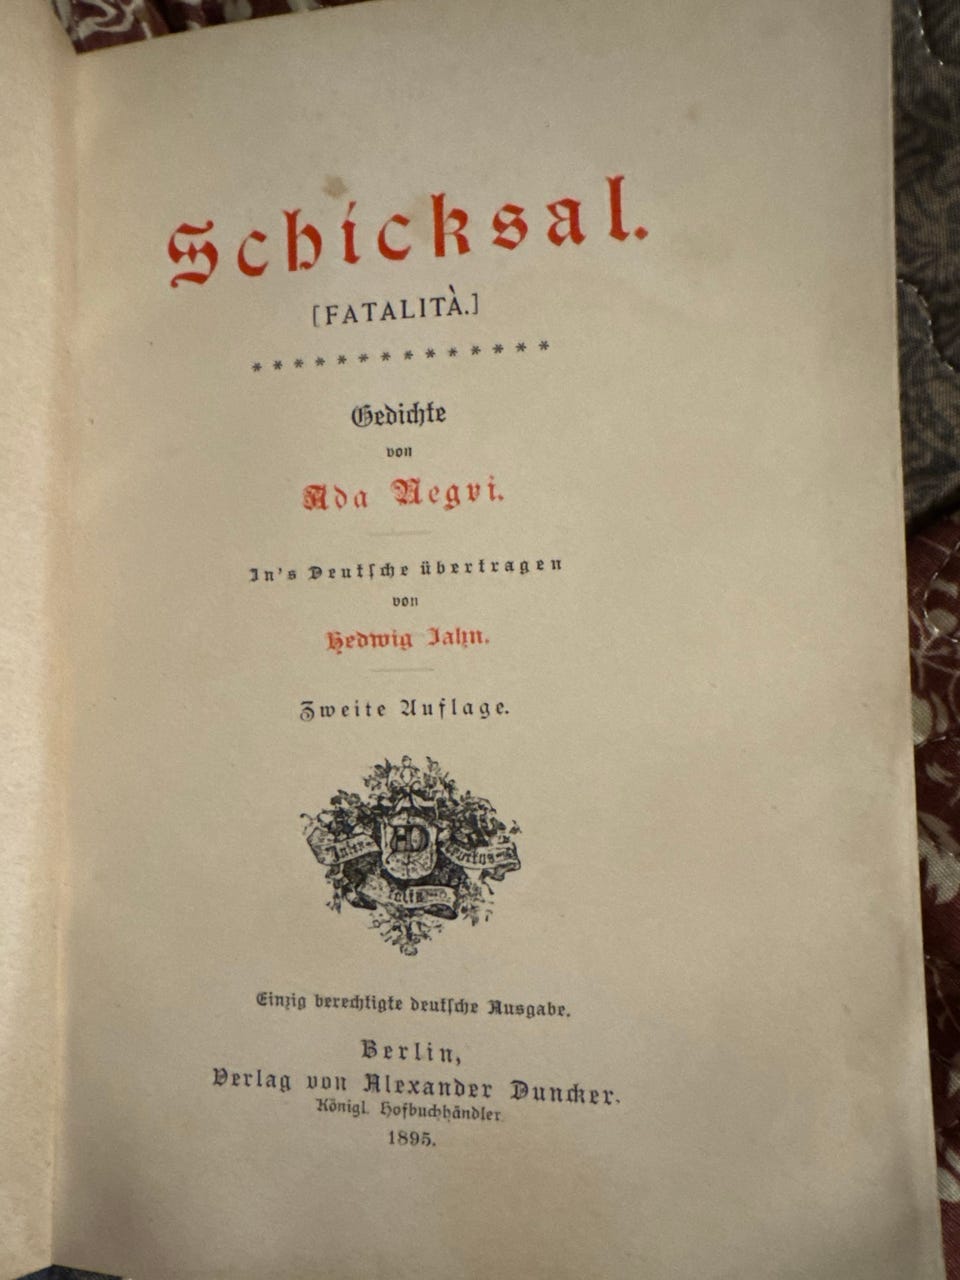 Schicksal.
[FATALITÀ.]
* * * * * * * * * * * * * *
Gedichte
von
Ada Negri.
In's Deutsche übertragen
von
Hedwig Jahn.
Zweite Auflage.
AD
Einzig berechtigte deutsche Ausgabe.
Berlin,
Verlag von Alexander Duncker.
Königl. Hofbuchhändler.
1895.